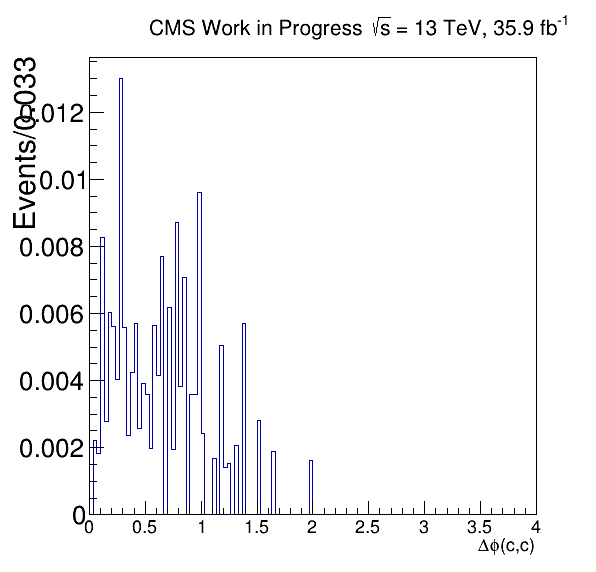 CMS Work in Progress √s = 13 TeV, 35.9 fb⁻¹
Events/0.033
0.012
0.01
0.008
0.006
0.004
0.002
0
0 0.5 1 1.5 2 2.5 3 3.5 4
Δϕ(c,c)